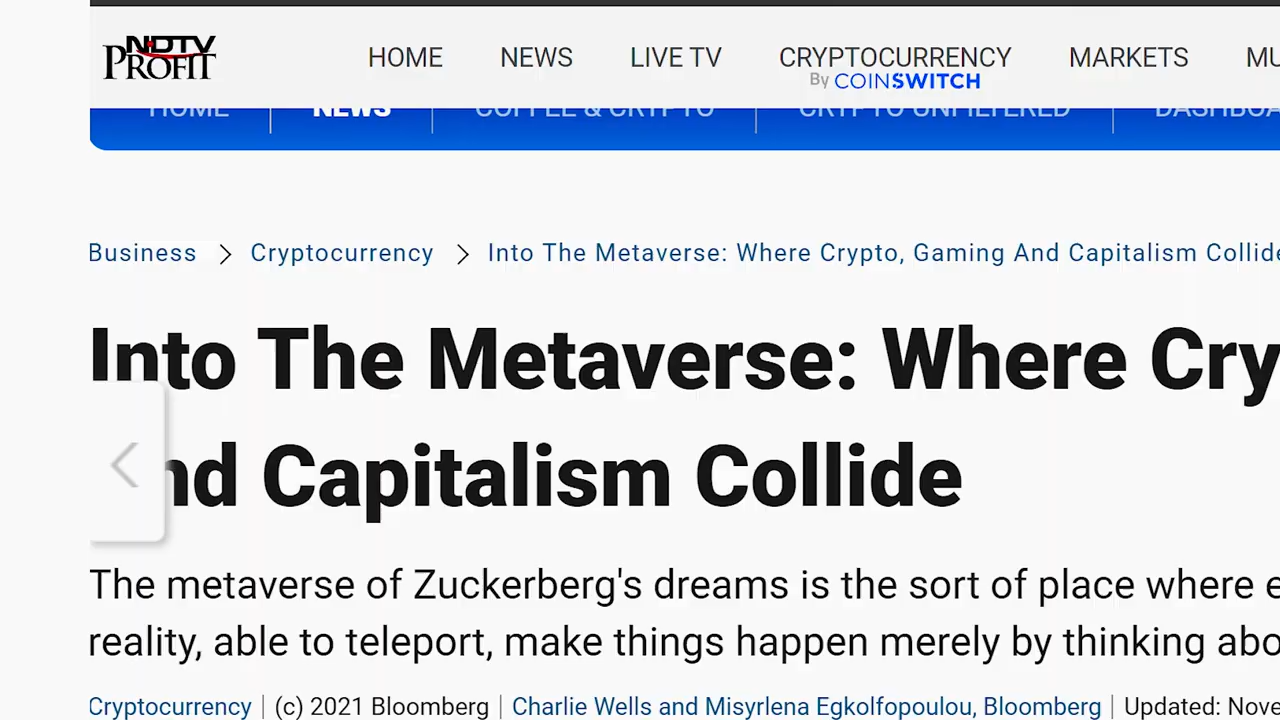 NDTV
PROFIT
HOME NEWS LIVE TV CRYPTOCURRENCY MARKETS MU
By COINSWITCH
HOME NEWS COFFEE & CRYPTO CRYPTO UNFILTERED DASHBOA
Business > Cryptocurrency > Into The Metaverse: Where Crypto, Gaming And Capitalism Collide
Into The Metaverse: Where Cry
nd Capitalism Collide
The metaverse of Zuckerberg's dreams is the sort of place where e
reality, able to teleport, make things happen merely by thinking abo
Cryptocurrency | (c) 2021 Bloomberg | Charlie Wells and Misyrlena Egkolfopoulou, Bloomberg | Updated: Nove